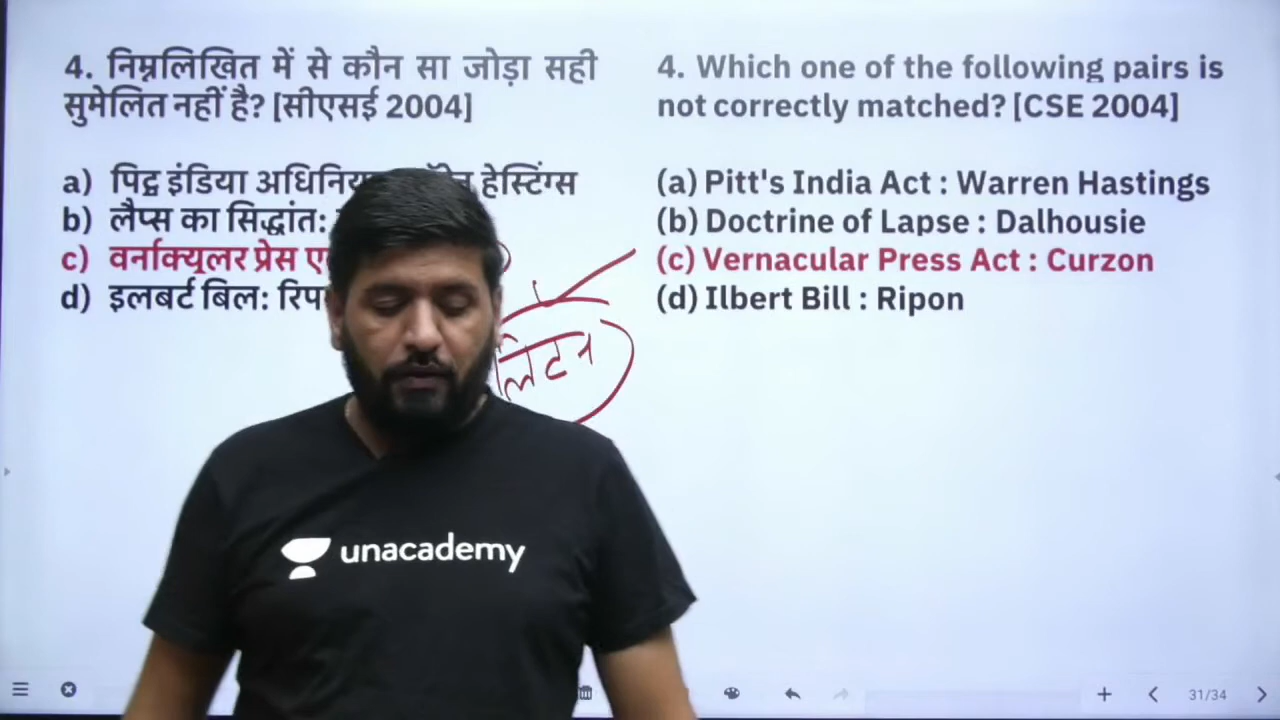 4. निम्नलिखित में से कौन सा जोड़ा सही
सुमेलित नहीं है? [सीएसई 2004]
a) पिट्ट इंडिया हेस्टिंग्स
b) लैप्स का सिद्धांत:
c) वर्नाक्यूलर प्रेस
d) इलबर्ट बिल:
लिटन
4. Which one of the following pairs is
not correctly matched? [CSE 2004]
(a) Pitt's India Act : Warren Hastings
(b) Doctrine of Lapse : Dalhousie
(c) Vernacular Press Act : Curzon
(d) Ilbert Bill : Ripon
unacademy
31/34